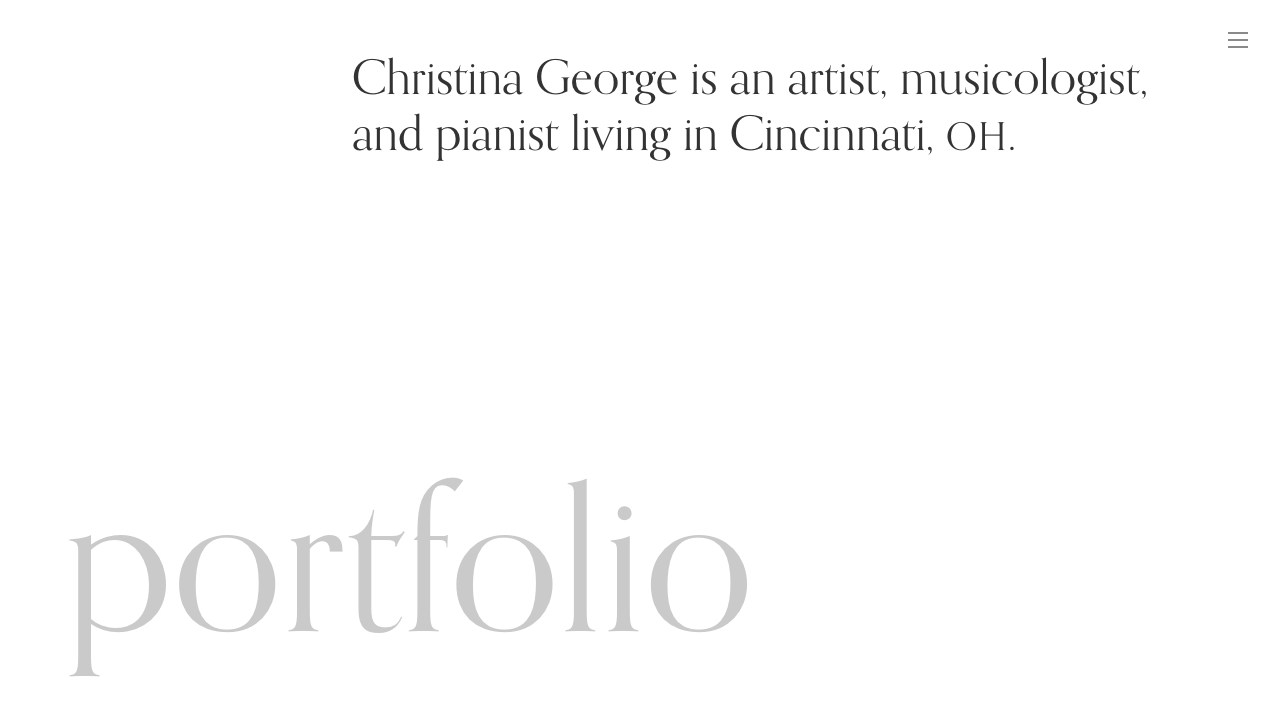 Christina George is an artist, musicologist,
and pianist living in Cincinnati, OH.
portfolio